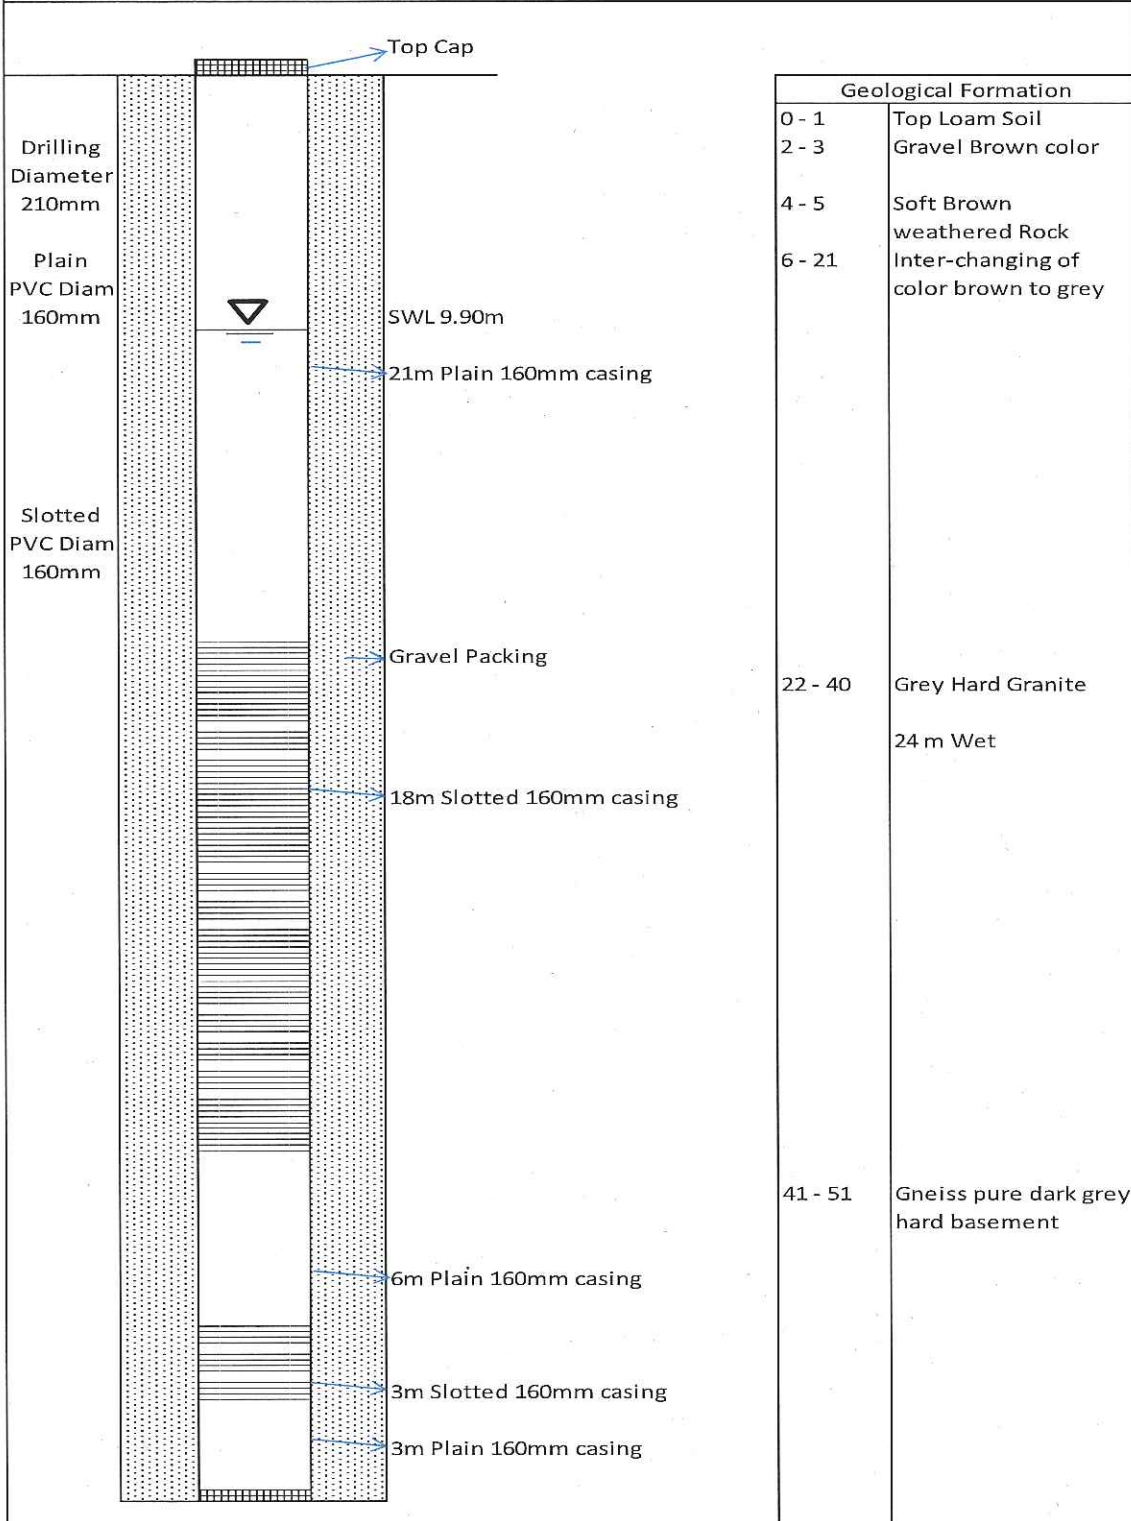 Top Cap
Drilling
Diameter
210mm
Plain
PVC Diam
160mm
Slotted
PVC Diam
160mm
SWL 9.90m
21m Plain 160mm casing
Gravel Packing
18m Slotted 160mm casing
6m Plain 160mm casing
3m Slotted 160mm casing
3m Plain 160mm casing
Geological Formation
0 - 1 Top Loam Soil
2 - 3 Gravel Brown color
4 - 5 Soft Brown
weathered Rock
6 - 21 Inter-changing of
color brown to grey
22 - 40 Grey Hard Granite
24 m Wet
41 - 51 Gneiss pure dark grey
hard basement